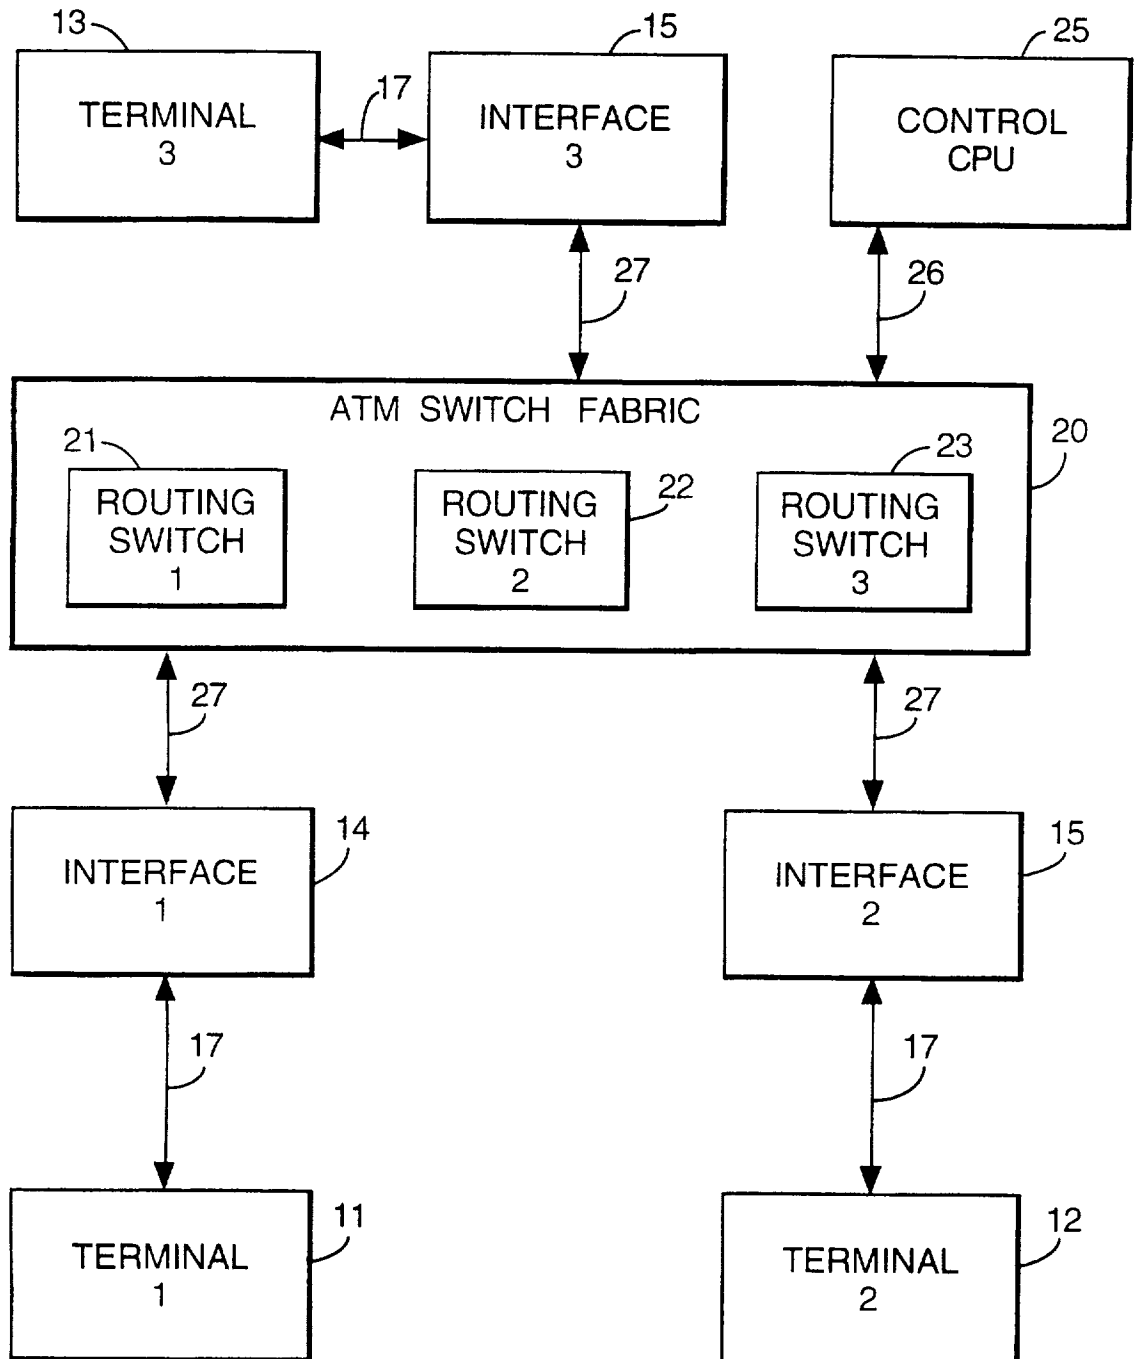 13
15
25
TERMINAL
3
17
INTERFACE
3
CONTROL
CPU
27
26
ATM SWITCH FABRIC
20
21
ROUTING
SWITCH
1
22
ROUTING
SWITCH
2
23
ROUTING
SWITCH
3
27
27
14
INTERFACE
1
15
INTERFACE
2
17
17
11
TERMINAL
1
12
TERMINAL
2